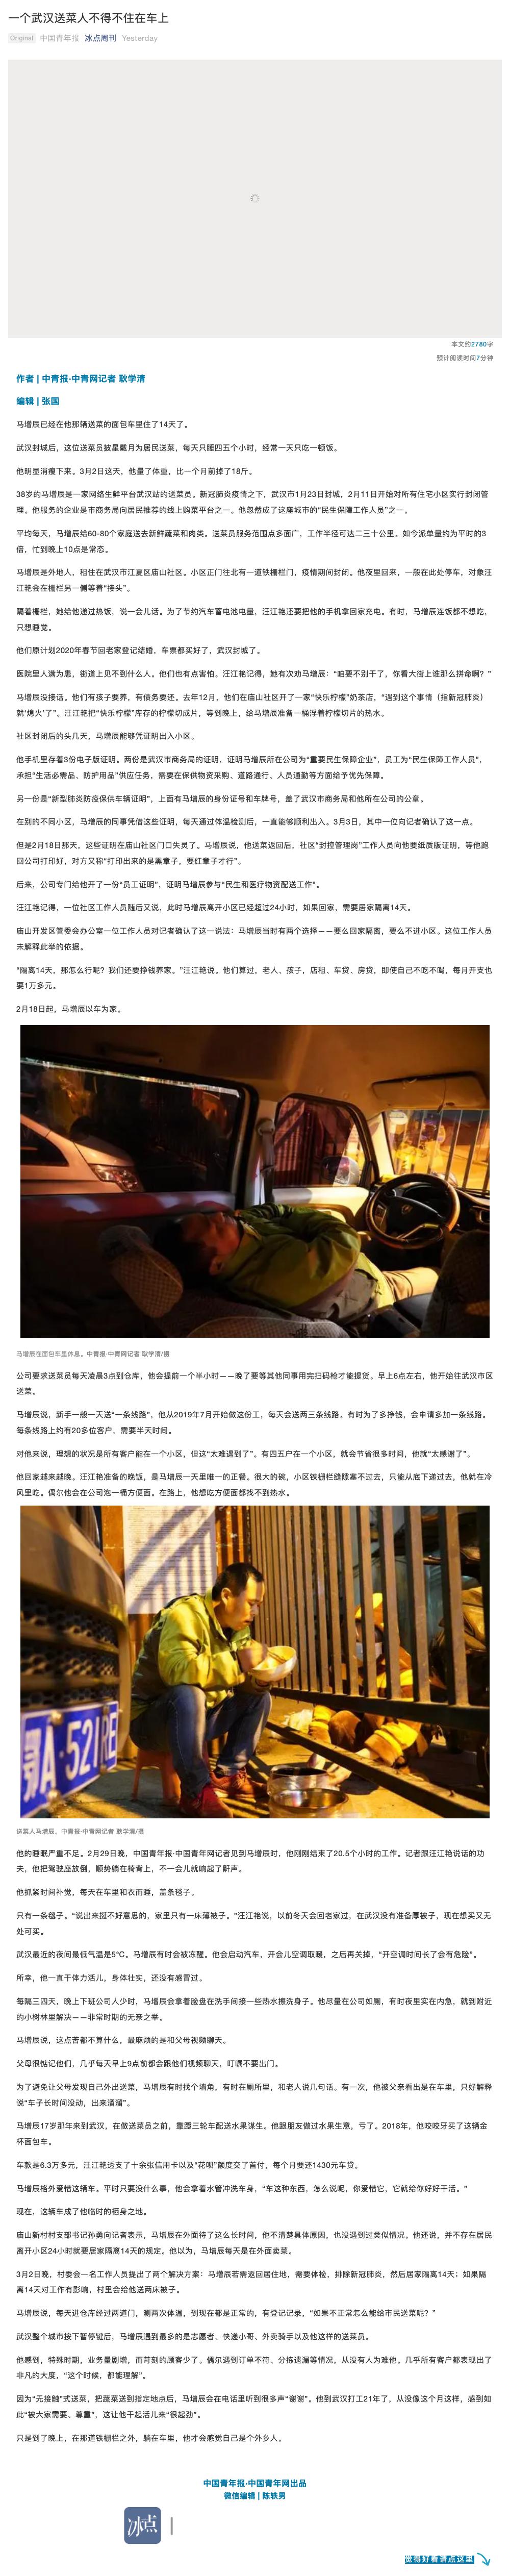 一个武汉送菜人不得不住在车上
Original 中国青年报 冰点周刊 Yesterday
本文约2780字
预计阅读时间7分钟
作者 | 中青报·中青网记者 耿学清
编辑 | 张国
马增辰已经在他那辆送菜的面包车里住了14天了。
武汉封城后，这位送菜员披星戴月为居民送菜，每天只睡四五个小时，经常一天只吃一顿饭。
他明显消瘦下来。3月2日这天，他量了体重，比一个月前掉了18斤。
38岁的马增辰是一家网络生鲜平台武汉站的送菜员。新冠肺炎疫情之下，武汉市1月23日封城，2月11日开始对所有住宅小区实行封闭管
理。他服务的企业是市商务局向居民推荐的线上购菜平台之一。他忽然成了这座城市的“民生保障工作人员”之一。
平均每天，马增辰给60-80个家庭送去新鲜蔬菜和肉类。送菜员服务范围点多面广，工作半径可达二三十公里。如今派单量约为平时的3
倍，忙到晚上10点是常态。
马增辰是外地人，租住在武汉市江夏区庙山社区。小区正门往北有一道铁栅栏门，疫情期间封闭。他夜里回来，一般在此处停车，对象汪
江艳会在栅栏另一侧等着“接头”。
隔着栅栏，她给他递过热饭，说一会儿话。为了节约汽车蓄电池电量，汪江艳还要把他的手机拿回家充电。有时，马增辰连饭都不想吃，
只想睡觉。
他们原计划2020年春节回老家登记结婚，车票都买好了，武汉封城了。
医院里人满为患，街道上见不到什么人。他们也有点害怕。汪江艳记得，她有次劝马增辰：“咱要不别干了，你看大街上谁那么拼命啊？”
马增辰没接话。他们有孩子要养，有债务要还。去年12月，他们在庙山社区开了一家“快乐柠檬”奶茶店，“遇到这个事情（指新冠肺炎）
就‘熄火’了”。汪江艳把“快乐柠檬”库存的柠檬切成片，等到晚上，给马增辰准备一桶浮着柠檬切片的热水。
社区封闭后的头几天，马增辰能够凭证明出入小区。
他手机里存着3份电子版证明。两份是武汉市商务局的证明，证明马增辰所在公司为“重要民生保障企业”，员工为“民生保障工作人员”，
承担“生活必需品、防护用品”供应任务，需要在保供物资采购、道路通行、人员通勤等方面给予优先保障。
另一份是“新型肺炎防疫保供车辆证明”，上面有马增辰的身份证号和车牌号，盖了武汉市商务局和他所在公司的公章。
在别的不同小区，马增辰的同事凭借这些证明，每天通过体温检测后，一直能够顺利出入。3月3日，其中一位向记者确认了这一点。
但是2月18日那天，这些证明在庙山社区门口失灵了。马增辰说，他送菜返回后，社区“封控管理岗”工作人员向他要纸质版证明，等他跑
回公司打印好，对方又称“打印出来的是黑章子，要红章子才行”。
后来，公司专门给他开了一份“员工证明”，证明马增辰参与“民生和医疗物资配送工作”。
汪江艳记得，一位社区工作人员随后又说，此时马增辰离开小区已经超过24小时，如果回家，需要居家隔离14天。
庙山开发区管委会办公室一位工作人员对记者确认了这一说法：马增辰当时有两个选择——要么回家隔离，要么不进小区。这位工作人员
未解释此举的依据。
“隔离14天，那怎么行呢？我们还要挣钱养家。”汪江艳说。他们算过，老人、孩子，店租、车贷、房贷，即使自己不吃不喝，每月开支也
要1万多元。
2月18日起，马增辰以车为家。
马增辰在面包车里休息。中青报·中青网记者 耿学清/摄
公司要求送菜员每天凌晨3点到仓库，他会提前一个半小时——晚了要等其他同事用完扫码枪才能提货。早上6点左右，他开始往武汉市区
送菜。
马增辰说，新手一般一天送“一条线路”，他从2019年7月开始做这份工，每天会送两三条线路。有时为了多挣钱，会申请多加一条线路。
每条线路上约有20多位客户，需要半天时间。
对他来说，理想的状况是所有客户能在一个小区，但这“太难遇到了”。有四五户在一个小区，就会节省很多时间，他就“太感谢了”。
他回家越来越晚。汪江艳准备的晚饭，是马增辰一天里唯一的正餐。很大的碗，小区铁栅栏缝隙塞不过去，只能从底下递过去，他就在冷
风里吃。偶尔他会在公司泡一桶方便面。在路上，他想吃方便面都找不到热水。
鄂A·521
送菜人马增辰。中青报·中青网记者 耿学清/摄
他的睡眠严重不足。2月29日晚，中国青年报·中国青年网记者见到马增辰时，他刚刚结束了20.5个小时的工作。记者跟汪江艳说话的功
夫，他把驾驶座放倒，顺势躺在椅背上，不一会儿就响起了鼾声。
他抓紧时间补觉，每天在车里和衣而睡，盖条毯子。
只有一条毯子。“说出来挺不好意思的，家里只有一床薄被子。”汪江艳说，以前冬天会回老家过，在武汉没有准备厚被子，现在想买又无
处可买。
武汉最近的夜间最低气温是5℃。马增辰有时会被冻醒。他会启动汽车，开会儿空调取暖，之后再关掉，“开空调时间长了会有危险”。
所幸，他一直干体力活儿，身体壮实，还没有感冒过。
每隔三四天，晚上下班公司人少时，马增辰会拿着脸盘在洗手间接一些热水擦洗身子。他尽量在公司如厕，有时夜里实在内急，就到附近
的小树林里解决——非常时期的无奈之举。
马增辰说，这点苦都不算什么，最麻烦的是和父母视频聊天。
父母很惦记他们，几乎每天早上9点前都会跟他们视频聊天，叮嘱不要出门。
为了避免让父母发现自己外出送菜，马增辰有时找个墙角，有时在厕所里，和老人说几句话。有一次，他被父亲看出是在车里，只好解释
说“车子长时间没动，出来溜溜”。
马增辰17岁那年来到武汉，在做送菜员之前，靠蹬三轮车配送水果谋生。他跟朋友做过水果生意，亏了。2018年，他咬咬牙买了这辆金
杯面包车。
车款是6.3万多元，汪江艳透支了十余张信用卡以及“花呗”额度交了首付，每个月要还1430元车贷。
马增辰格外爱惜这辆车。平时只要没什么事，他会拿着水管冲洗车身，“车这种东西，怎么说呢，你爱惜它，它就给你好好干活。”
现在，这辆车成了他临时的栖身之地。
庙山新村村支部书记孙勇向记者表示，马增辰在外面待了这么长时间，他不清楚具体原因，也没遇到过类似情况。他还说，并不存在居民
离开小区24小时就要居家隔离14天的规定。他以为，马增辰每天是在外面卖菜。
3月2日晚，村委会一名工作人员提出了两个解决方案：马增辰若需返回居住地，需要体检，排除新冠肺炎，然后居家隔离14天；如果隔
离14天对工作有影响，村里会给他送两床被子。
马增辰说，每天进仓库经过两道门，测两次体温，到现在都是正常的，有登记记录，“如果不正常怎么能给市民送菜呢？”
武汉整个城市按下暂停键后，马增辰遇到最多的是志愿者、快递小哥、外卖骑手以及他这样的送菜员。
他感到，特殊时期，业务量剧增，而苛刻的顾客少了。偶尔遇到订单不符、分拣遗漏等情况，从没有人为难他。几乎所有客户都表现出了
非凡的大度，“这个时候，都能理解”。
因为“无接触”式送菜，把蔬菜送到指定地点后，马增辰会在电话里听到很多声“谢谢”。他到武汉打工21年了，从没像这个月这样，感到如
此“被大家需要、尊重”，这让他干起活儿来“很起劲”。
只是到了晚上，在那道铁栅栏之外，躺在车里，他才会感觉自己是个外乡人。
中国青年报·中国青年网出品
微信编辑 | 陈轶男
冰点
觉得好看请点这里